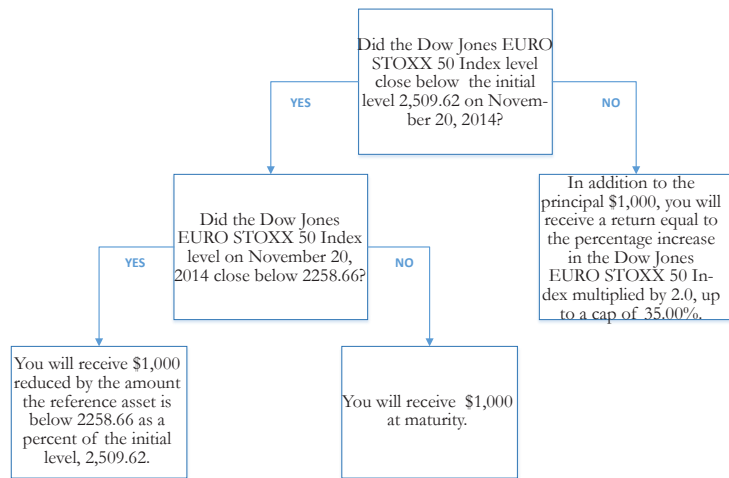 Did the Dow Jones EURO
STOXX 50 Index level
close below the initial
level 2,509.62 on Novem-
ber 20, 2014?
YES
NO
Did the Dow Jones
EURO STOXX 50 Index
level on November 20,
2014 close below 2258.66?
In addition to the
principal $1,000, you will
receive a return equal to
the percentage increase
in the Dow Jones
EURO STOXX 50 In-
dex multiplied by 2.0, up
to a cap of 35.00%.
YES
NO
You will receive $1,000
reduced by the amount
the reference asset is
below 2258.66 as a
percent of the initial
level, 2,509.62.
You will receive $1,000
at maturity.